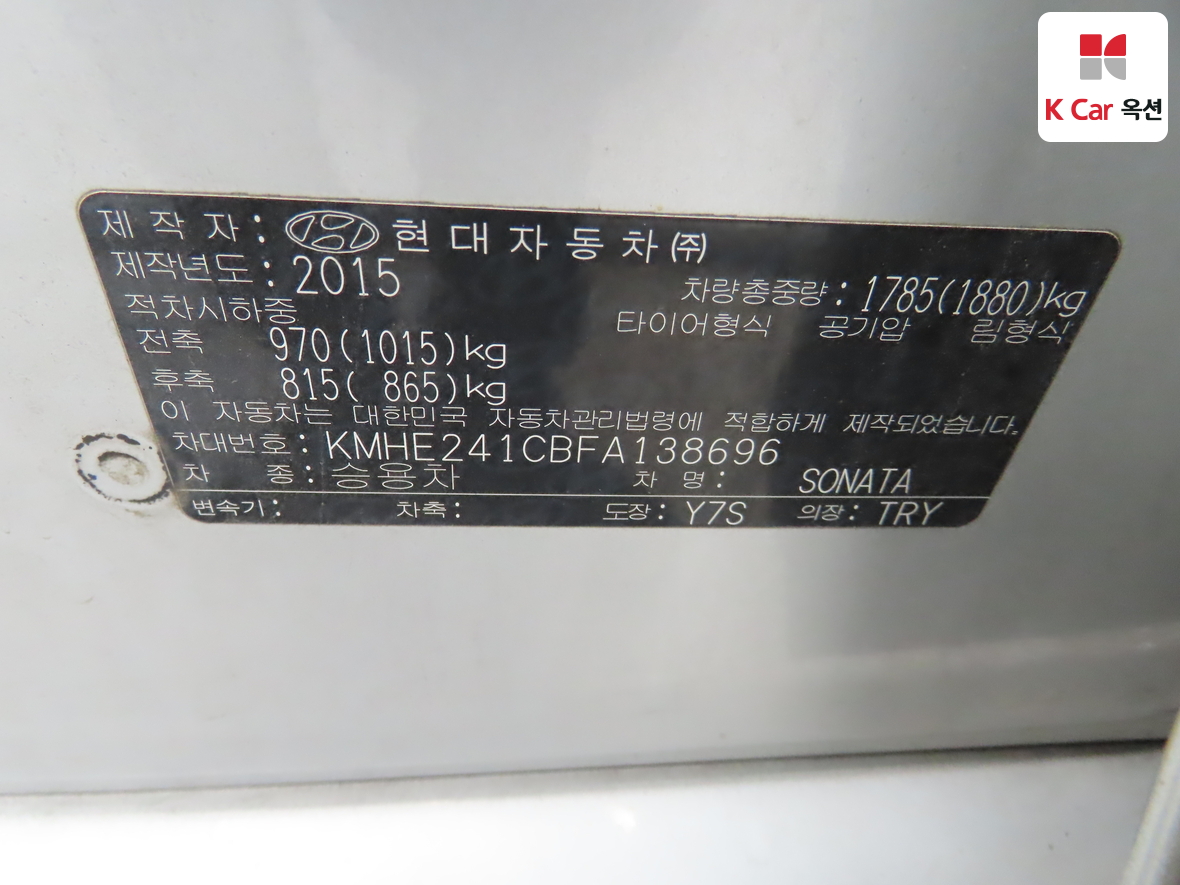 K Car 옥션
제 작 자 : 현 대 자 동 차 ㈜
제작년도 : 2015
차량총중량 : 1785(1880)kg
적차시하중
타이어형식 공기압 림형식
전축 970(1015)kg
후축 815( 865)kg
이 자동차는 대한민국 자동차관리법령에 적합하게 제작되었습니다.
차대번호 : KMHE241CBFA138696
차 종 : 승용차 차 명 : SONATA
변속기 : 차축 : 도장 : Y7S 의장 : TRY